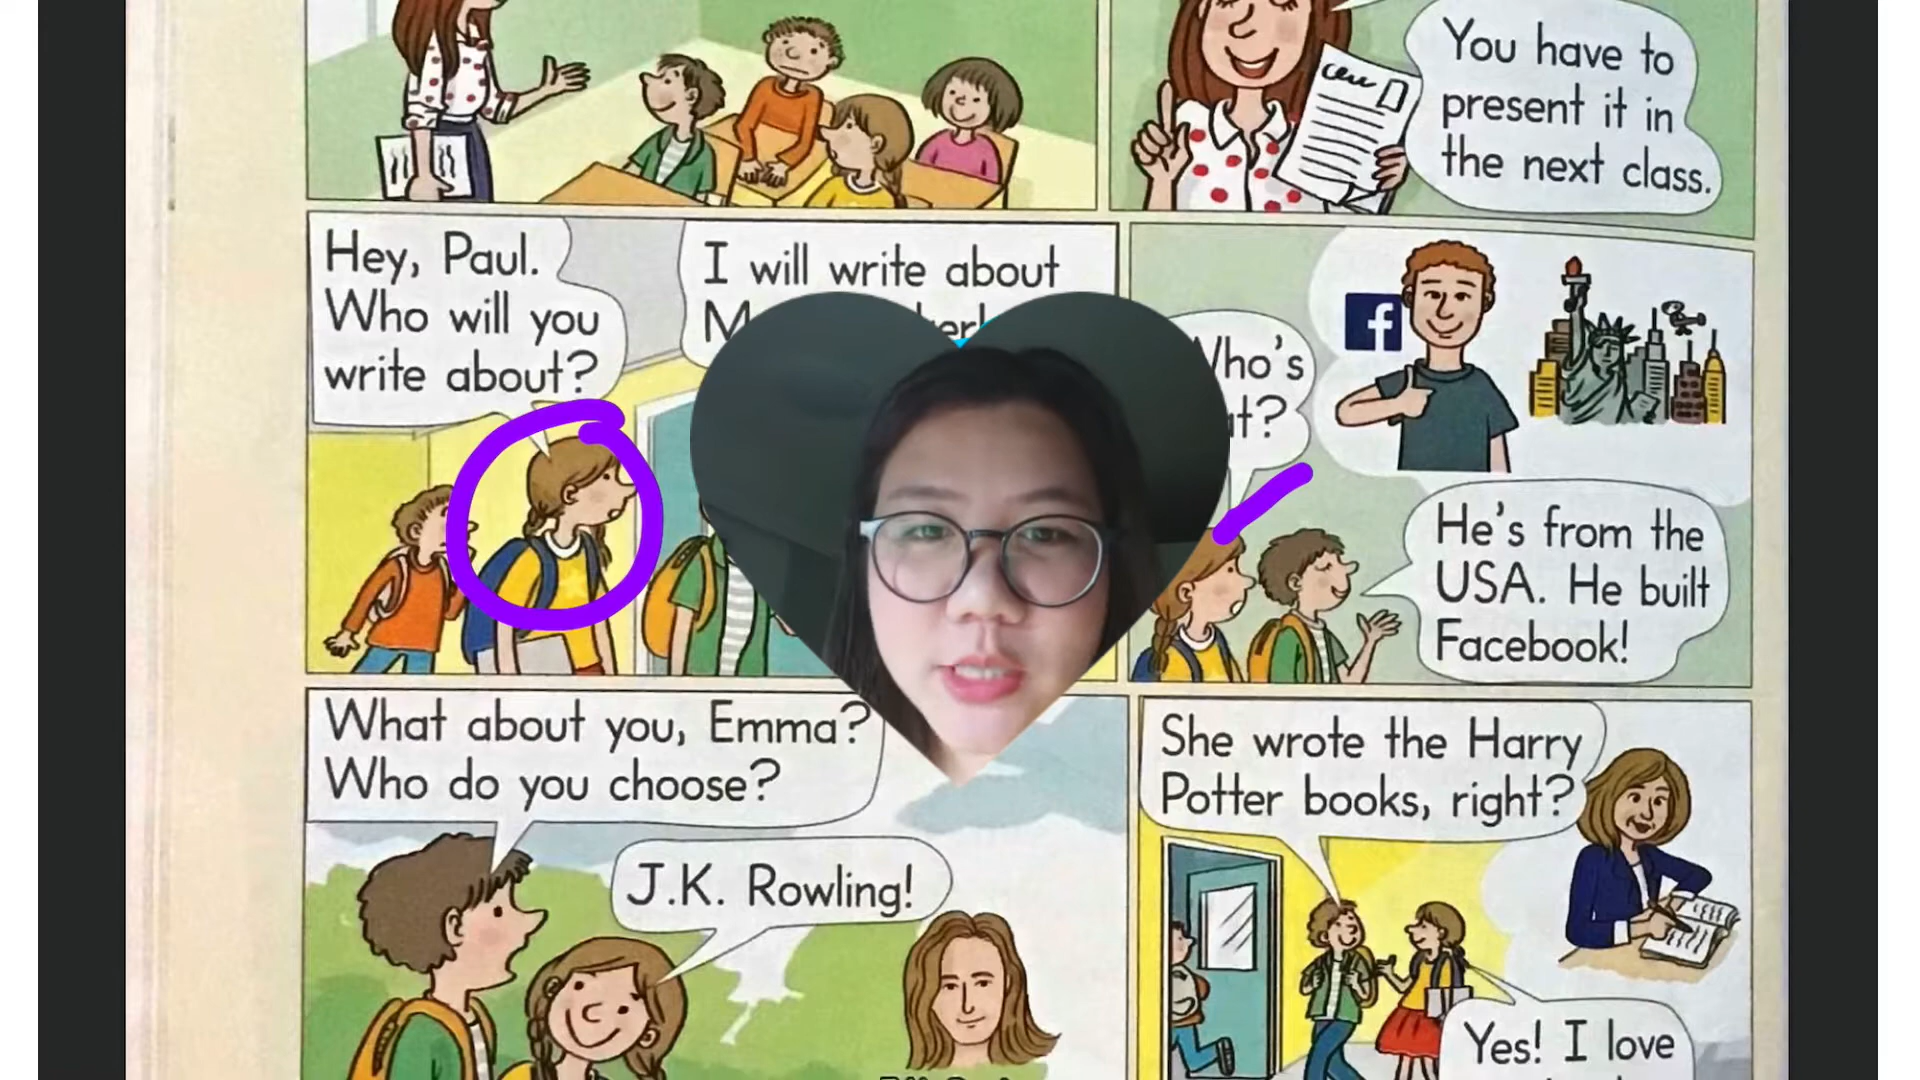 You have to
present it in
the next class.
Hey, Paul.
Who will you
write about?
I will write about
f
He's from the
USA. He built
Facebook!
What about you, Emma?
Who do you choose?
J.K. Rowling!
She wrote the Harry
Potter books, right?
Yes! I love